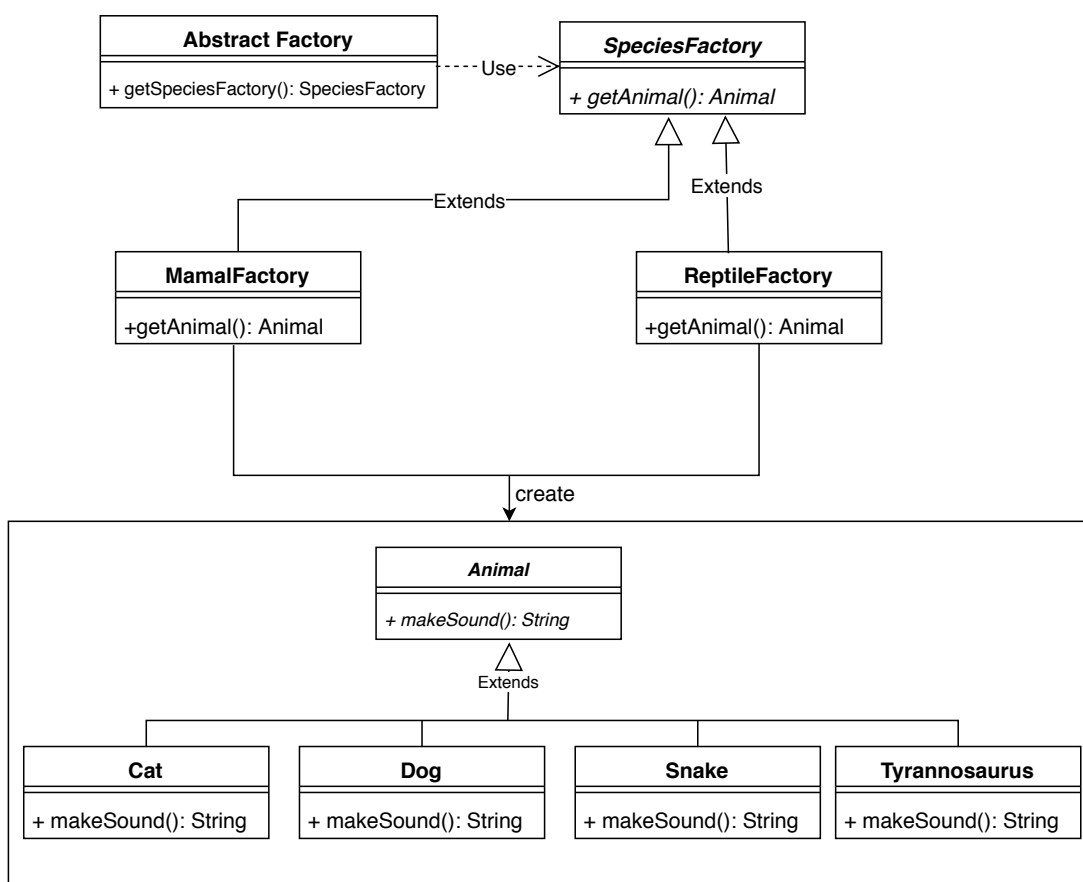 Abstract Factory
+ getSpeciesFactory(): SpeciesFactory
Use
SpeciesFactory
+ getAnimal(): Animal
Extends
Extends
MamalFactory
+getAnimal(): Animal
ReptileFactory
+getAnimal(): Animal
create
Animal
+ makeSound(): String
Extends
Cat
+ makeSound(): String
Dog
+ makeSound(): String
Snake
+ makeSound(): String
Tyrannosaurus
+ makeSound(): String